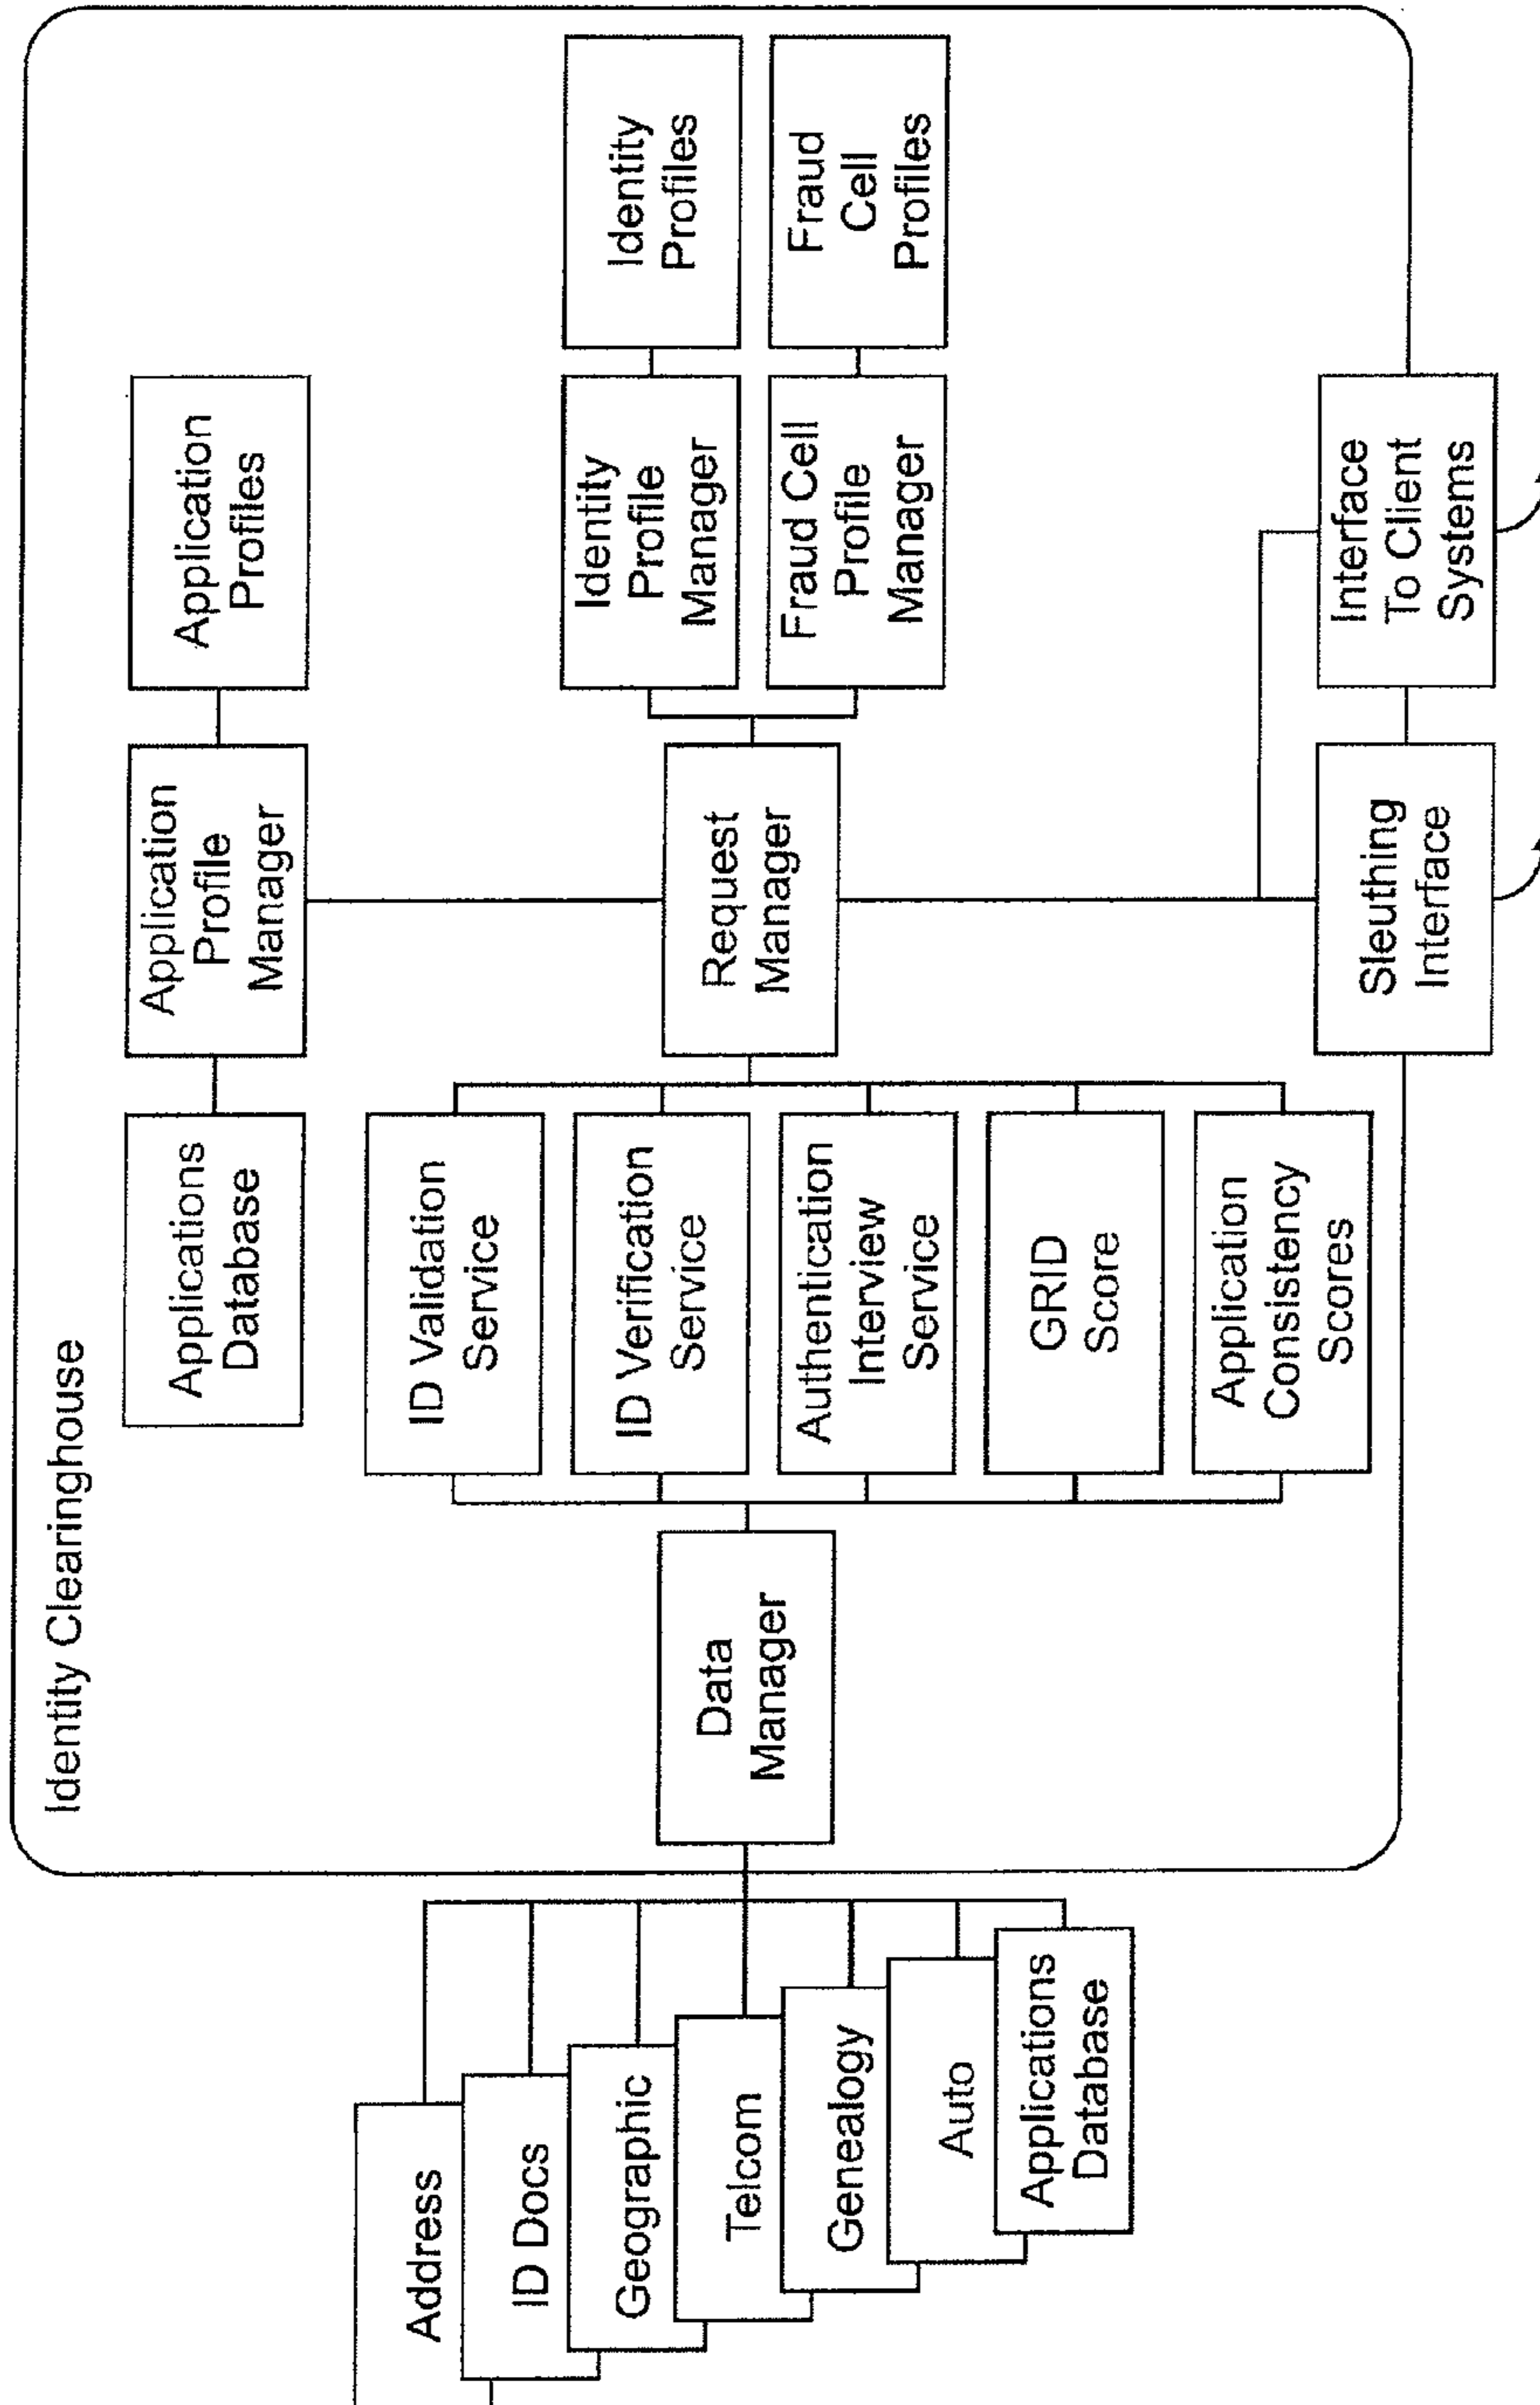 Identity Clearinghouse
Applications
Database
Application
Profile
Manager
Application
Profiles
ID Validation
Service
ID Verification
Service
Authentication
Interview
Service
GRID
Score
Application
Consistency
Scores
Data
Manager
Request
Manager
Identity
Profile
Manager
Identity
Profiles
Fraud Cell
Profile
Manager
Fraud
Cell
Profiles
Address
ID Docs
Geographic
Telcom
Genealogy
Auto
Applications
Database
Sleuthing
Interface
Interface
To Client
Systems